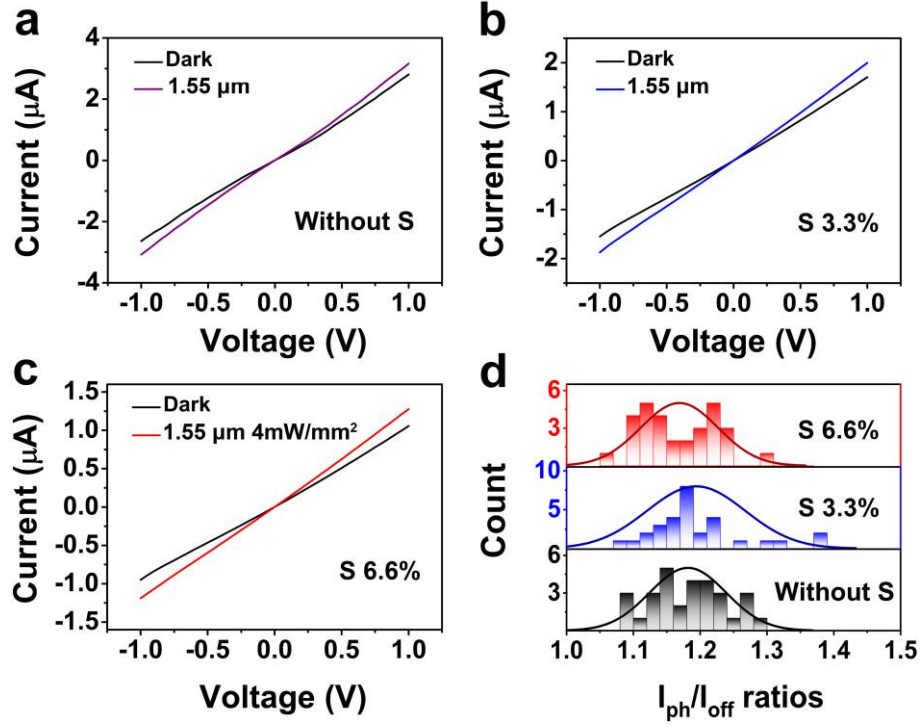 a
4
2
0
-2
-4
Current (μA)
Dark
1.55 μm
Without S
-1.0 -0.5 0.0 0.5 1.0
Voltage (V)
b
2
1
0
-1
-2
Current (μA)
Dark
1.55 μm
S 3.3%
-1.0 -0.5 0.0 0.5 1.0
Voltage (V)
c
1.5
1.0
0.5
0.0
-0.5
-1.0
-1.5
Current (μA)
Dark
1.55 μm 4mW/mm²
S 6.6%
-1.0 -0.5 0.0 0.5 1.0
Voltage (V)
d
6
3
S 6.6%
10
5
S 3.3%
6
3
Without S
Count
1.0 1.1 1.2 1.3 1.4 1.5
Iph/Ioff ratios